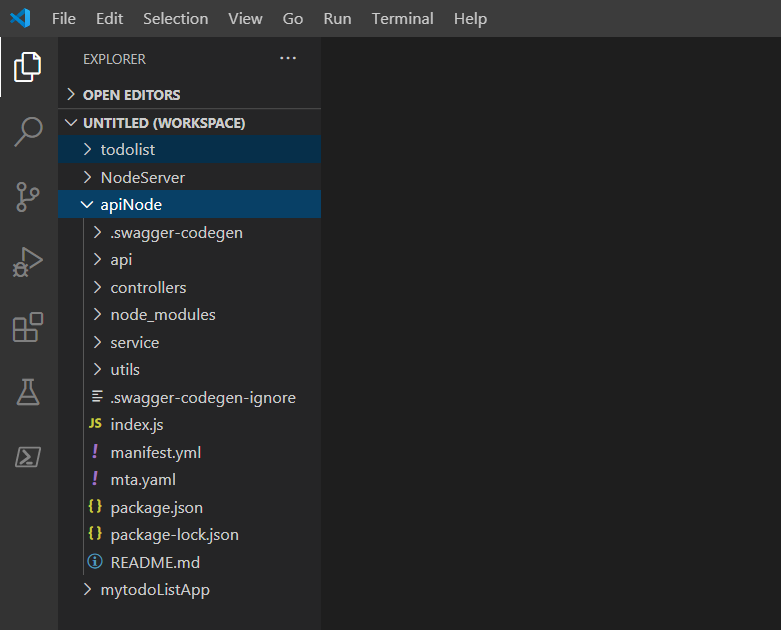 File Edit Selection View Go Run Terminal Help
EXPLORER ...
OPEN EDITORS
UNTITLED (WORKSPACE)
todolist
NodeServer
apiNode
.swagger-codegen
api
controllers
node_modules
service
utils
.swagger-codegen-ignore
JS index.js
! manifest.yml
! mta.yaml
{} package.json
{} package-lock.json
README.md
mytodoListApp